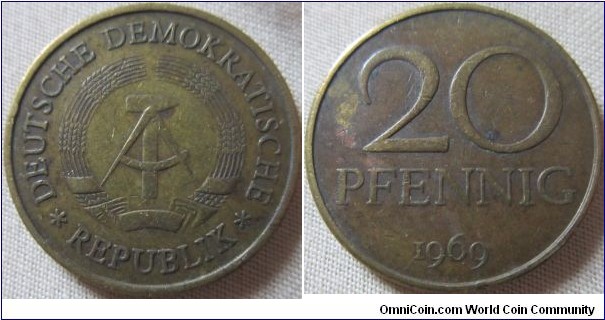 DEUTSCHE DEMOKRATISCHE
* REPUBLIK *
20
PFENNIG
1969
OmniCoin.com World Coin Community